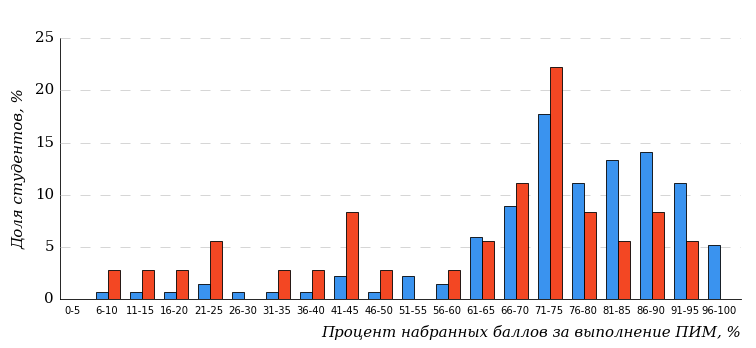 25
20
15
10
5
0
Доля студентов, %
0-5 6-10 11-15 16-20 21-25 26-30 31-35 36-40 41-45 46-50 51-55 56-60 61-65 66-70 71-75 76-80 81-85 86-90 91-95 96-100
Процент набранных баллов за выполнение ПИМ, %